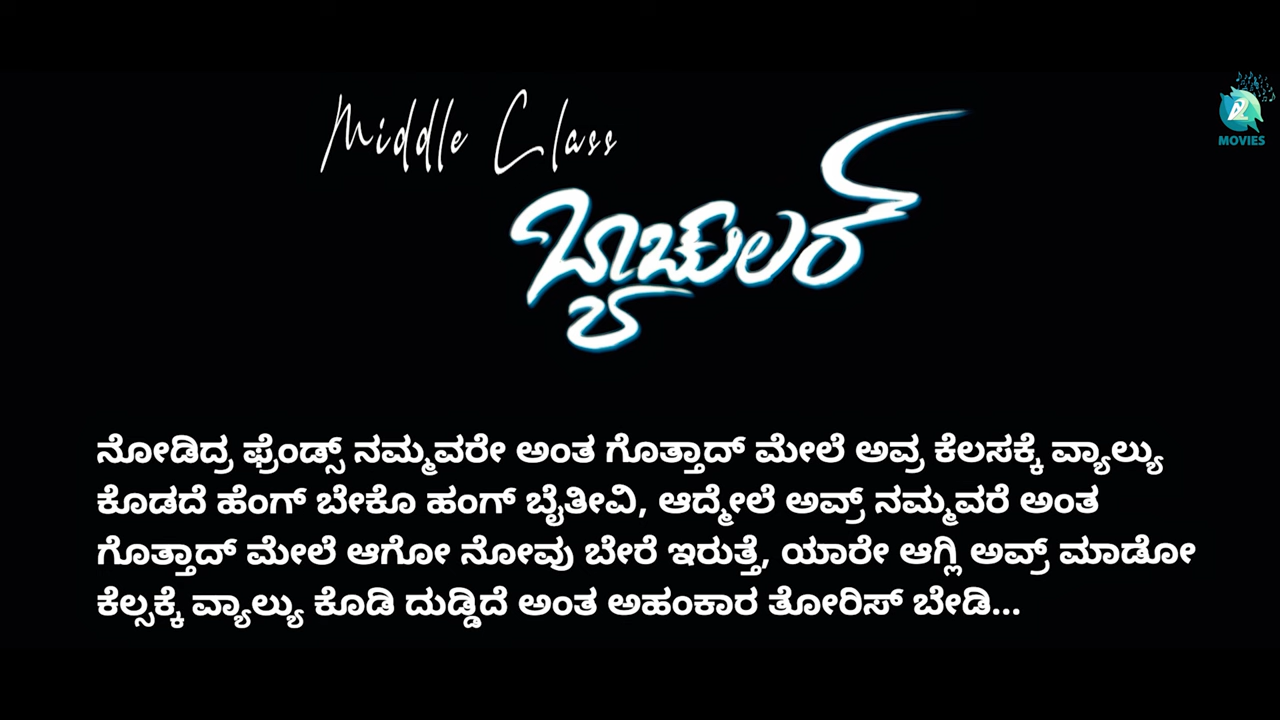 Middle Class
ಬ್ಯಾಚುಲರ್
2
MOVIES
ನೋಡಿದ್ರ ಫ್ರೆಂಡ್ಸ್ ನಮ್ಮವರೇ ಅಂತ ಗೊತ್ತಾದ್ ಮೇಲೆ ಅವ್ರ ಕೆಲಸಕ್ಕೆ ವ್ಯಾಲ್ಯು
ಕೊಡದೆ ಹೆಂಗ್ ಬೇಕೊ ಹಂಗ್ ಬೈತೀವಿ, ಆದ್ಮೇಲೆ ಅವ್ರ್ ನಮ್ಮವರೆ ಅಂತ
ಗೊತ್ತಾದ್ ಮೇಲೆ ಆಗೋ ನೋವು ಬೇರೆ ಇರುತ್ತೆ, ಯಾರೇ ಆಗ್ಲಿ ಅವ್ರ್ ಮಾಡೋ
ಕೆಲ್ಸಕ್ಕೆ ವ್ಯಾಲ್ಯು ಕೊಡಿ ದುಡ್ಡಿದೆ ಅಂತ ಅಹಂಕಾರ ತೋರಿಸ್ ಬೇಡಿ...